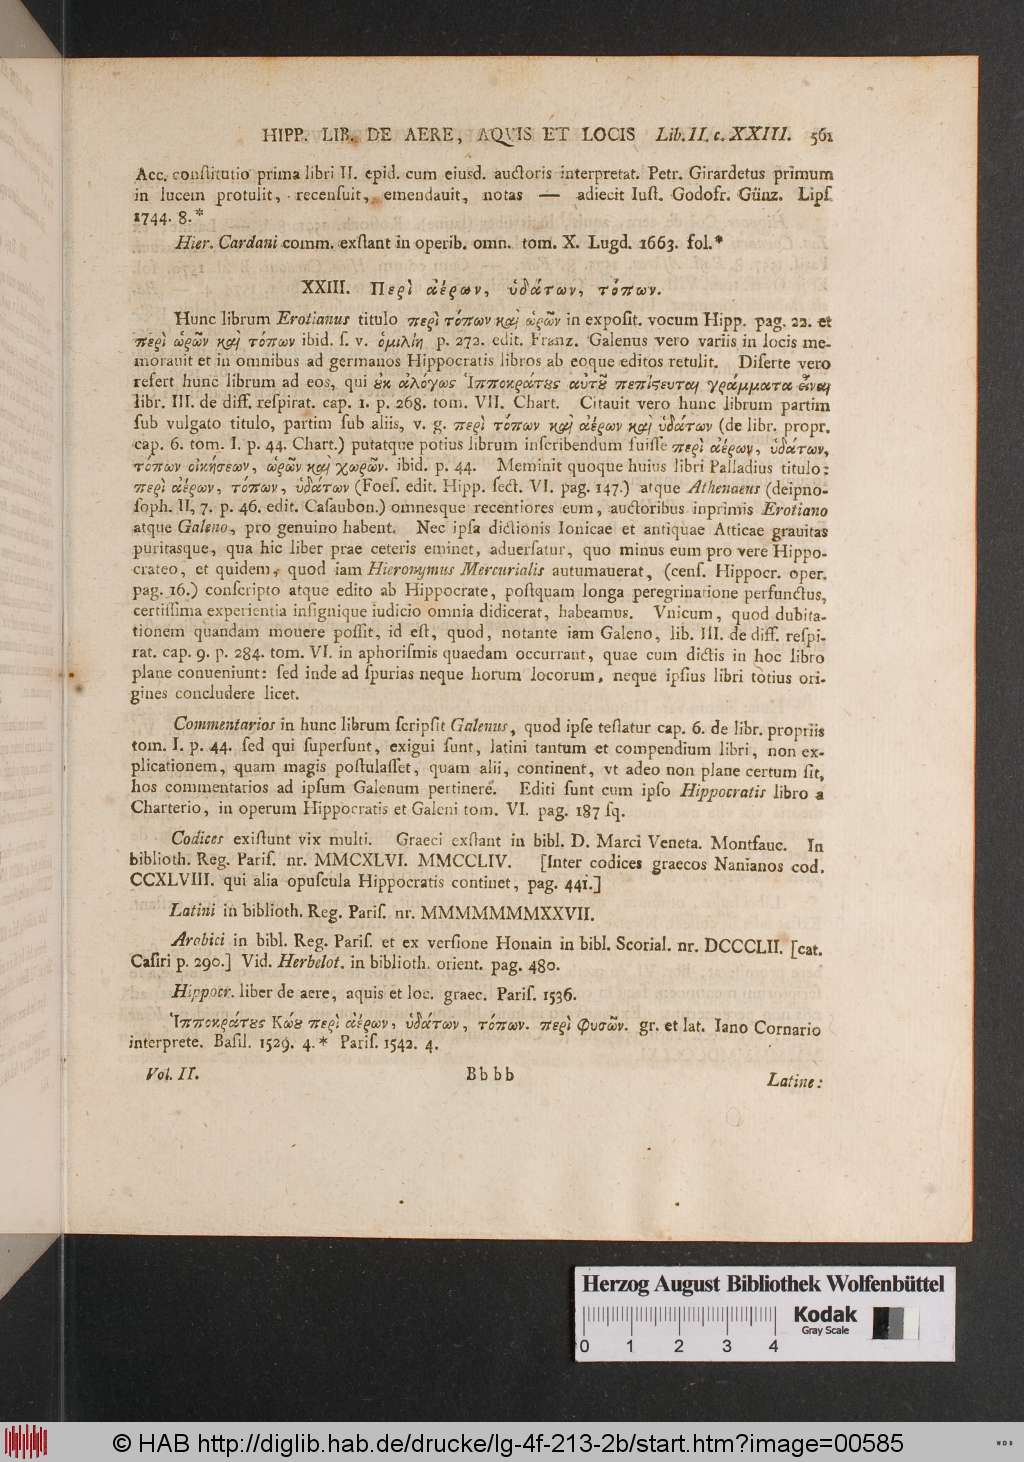 HIPP. LIB. DE AERE, AQVIS ET LOCIS Lib. II. c. XXIII. 561
Acc. conſtitutio prima libri II. epid. cum eiusd. auctoris interpretat. Petr. Girardetus primum
in lucem protulit, recenſuit, emendauit, notas — adiecit Iuſt. Godofr. Günz. Lipſ.
1744. 8.*
Hier. Cardani comm. exſtant in operib. omn. tom. X. Lugd. 1663. fol.*
XXIII. Περὶ ἀέρων, ὑδάτων, τόπων.
Hunc librum Erotianus titulo περὶ τόπων καὶ ὡρῶν in expoſit. vocum Hipp. pag. 22. et
περὶ ὡρῶν καὶ τόπων ibid. ſ. v. ὁμιλίη p. 272. edit. Franz. Galenus vero variis in locis me-
morauit et in omnibus ad germanos Hippocratis libros ab eoque editos retulit. Diſerte vero
refert hunc librum ad eos, qui ȣκ ἀλόγως Ἱπποκράτȣς αὐτȣ͂ πεπίϛευται γράμματα εἶναι
libr. III. de diff. reſpirat. cap. 1. p. 268. tom. VII. Chart. Citauit vero hunc librum partim
ſub vulgato titulo, partim ſub aliis, v. g. περὶ τόπων καὶ ἀέρων καὶ ὑδάτων (de libr. propr.
cap. 6. tom. I. p. 44. Chart.) putatque potius librum inſcribendum fuiſſe περὶ ἀέρων, ὑδάτων,
τόπων οἰκήσεων, ὡρῶν καὶ χωρῶν. ibid. p. 44. Meminit quoque huius libri Palladius titulo:
περὶ ἀέρων, τόπων, ὑδάτων (Foeſ. edit. Hipp. ſect. VI. pag. 147.) atque Athenaeus (deipno-
ſoph. II, 7. p. 46. edit. Caſaubon.) omnesque recentiores eum, auctoribus inprimis Erotiano
atque Galeno, pro genuino habent. Nec ipſa dictionis Ionicae et antiquae Atticae grauitas
puritasque, qua hic liber prae ceteris eminet, aduerſatur, quo minus eum pro vere Hippo-
crateo, et quidem, quod iam Hieronymus Mercurialis autumauerat, (cenſ. Hippocr. oper.
pag. 16.) conſcripto atque edito ab Hippocrate, poſtquam longa peregrinatione perfunctus,
certiſſima experientia inſignique iudicio omnia didicerat, habeamus. Vnicum, quod dubita-
tionem quandam mouere poſſit, id eſt, quod, notante iam Galeno, lib. III. de diff. reſpi-
rat. cap. 9. p. 284. tom. VI. in aphoriſmis quaedam occurrant, quae cum dictis in hoc libro
plane conueniunt: ſed inde ad ſpurias neque horum locorum, neque ipſius libri totius ori-
gines concludere licet.
Commentarios in hunc librum ſcripſit Galenus, quod ipſe teſtatur cap. 6. de libr. propriis
tom. I. p. 44. ſed qui ſuperſunt, exigui ſunt, latini tantum et compendium libri, non ex-
plicationem, quam magis poſtulaſſet, quam alii, continent, vt adeo non plane certum ſit,
hos commentarios ad ipſum Galenum pertinere. Editi ſunt cum ipſo Hippocratis libro a
Charterio, in operum Hippocratis et Galeni tom. VI. pag. 187 ſq.
Codices exiſtunt vix multi. Graeci exſtant in bibl. D. Marci Veneta. Montfauc. In
biblioth. Reg. Pariſ. nr. MMCXLVI. MMCCLIV. [Inter codices graecos Nanianos cod.
CCXLVIII. qui alia opuſcula Hippocratis continet, pag. 441.]
Latini in biblioth. Reg. Pariſ. nr. MMMMMMMXXVII.
Arabici in bibl. Reg. Pariſ. et ex verſione Honain in bibl. Scorial. nr. DCCCLII. [cat.
Caſiri p. 290.] Vid. Herbelot. in biblioth. orient. pag. 480.
Hippocr. liber de aere, aquis et loc. graec. Pariſ. 1536.
Ἱπποκράτȣς Κώȣ περὶ ἀέρων, ὑδάτων, τόπων. περὶ φυσῶν. gr. et lat. Iano Cornario
interprete. Baſil. 1529. 4.* Pariſ. 1542. 4.
Vol. II. Bbbb Latine:
Herzog August Bibliothek Wolfenbüttel
Kodak
Gray Scale
0 1 2 3 4
© HAB http://diglib.hab.de/drucke/lg-4f-213-2b/start.htm?image=00585
WDB